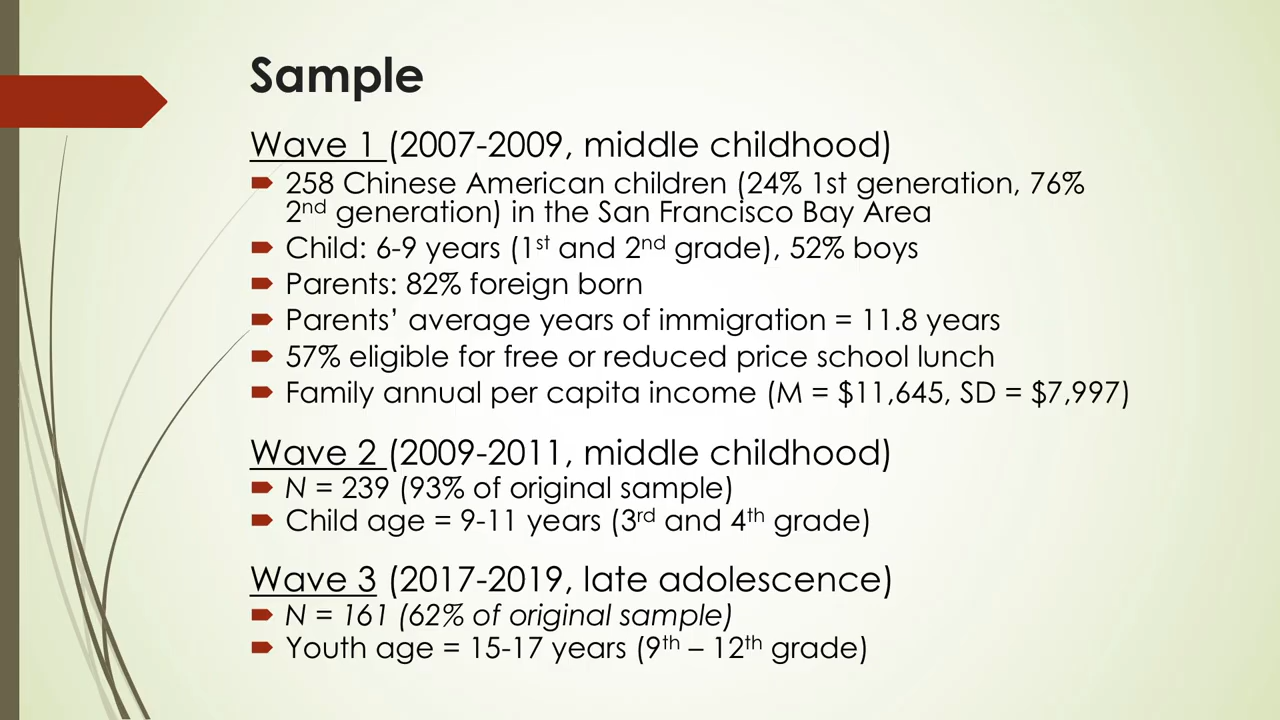 Sample
Wave 1 (2007-2009, middle childhood)
258 Chinese American children (24% 1st generation, 76%
2nd generation) in the San Francisco Bay Area
Child: 6-9 years (1st and 2nd grade), 52% boys
Parents: 82% foreign born
Parents’ average years of immigration = 11.8 years
57% eligible for free or reduced price school lunch
Family annual per capita income (M = $11,645, SD = $7,997)
Wave 2 (2009-2011, middle childhood)
N = 239 (93% of original sample)
Child age = 9-11 years (3rd and 4th grade)
Wave 3 (2017-2019, late adolescence)
N = 161 (62% of original sample)
Youth age = 15-17 years (9th – 12th grade)